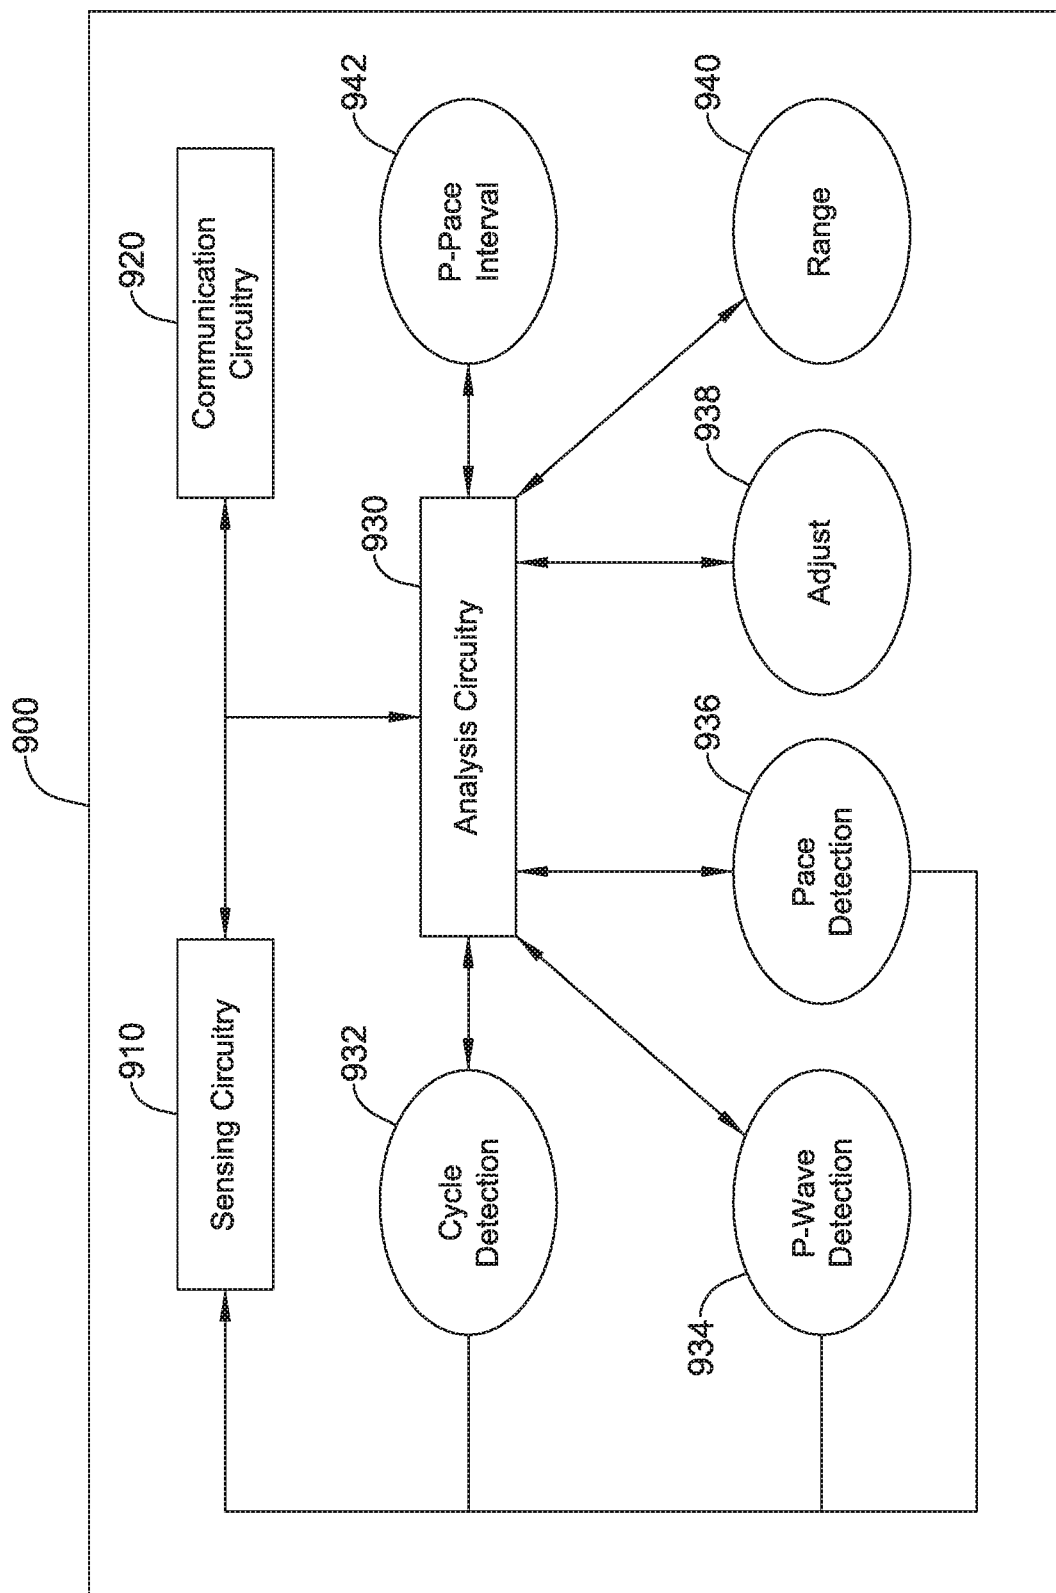 900
910
Sensing Circuitry
920
Communication
Circuitry
932
Cycle
Detection
930
Analysis Circuitry
942
P-Pace
Interval
934
P-Wave
Detection
936
Pace
Detection
938
Adjust
940
Range